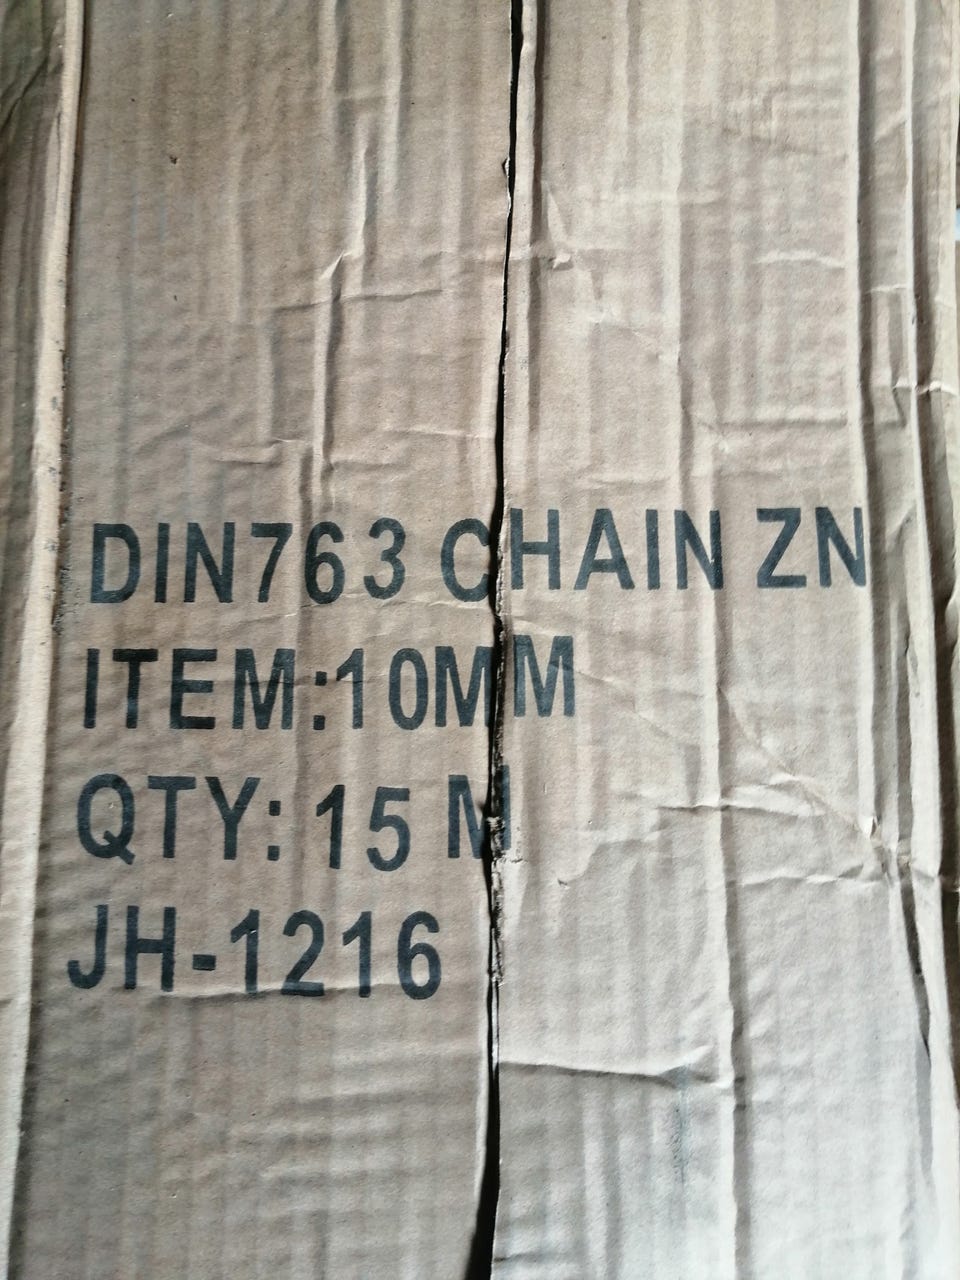 DIN763 CHAIN ZN
ITEM:10MM
QTY: 15 M
JH-1216